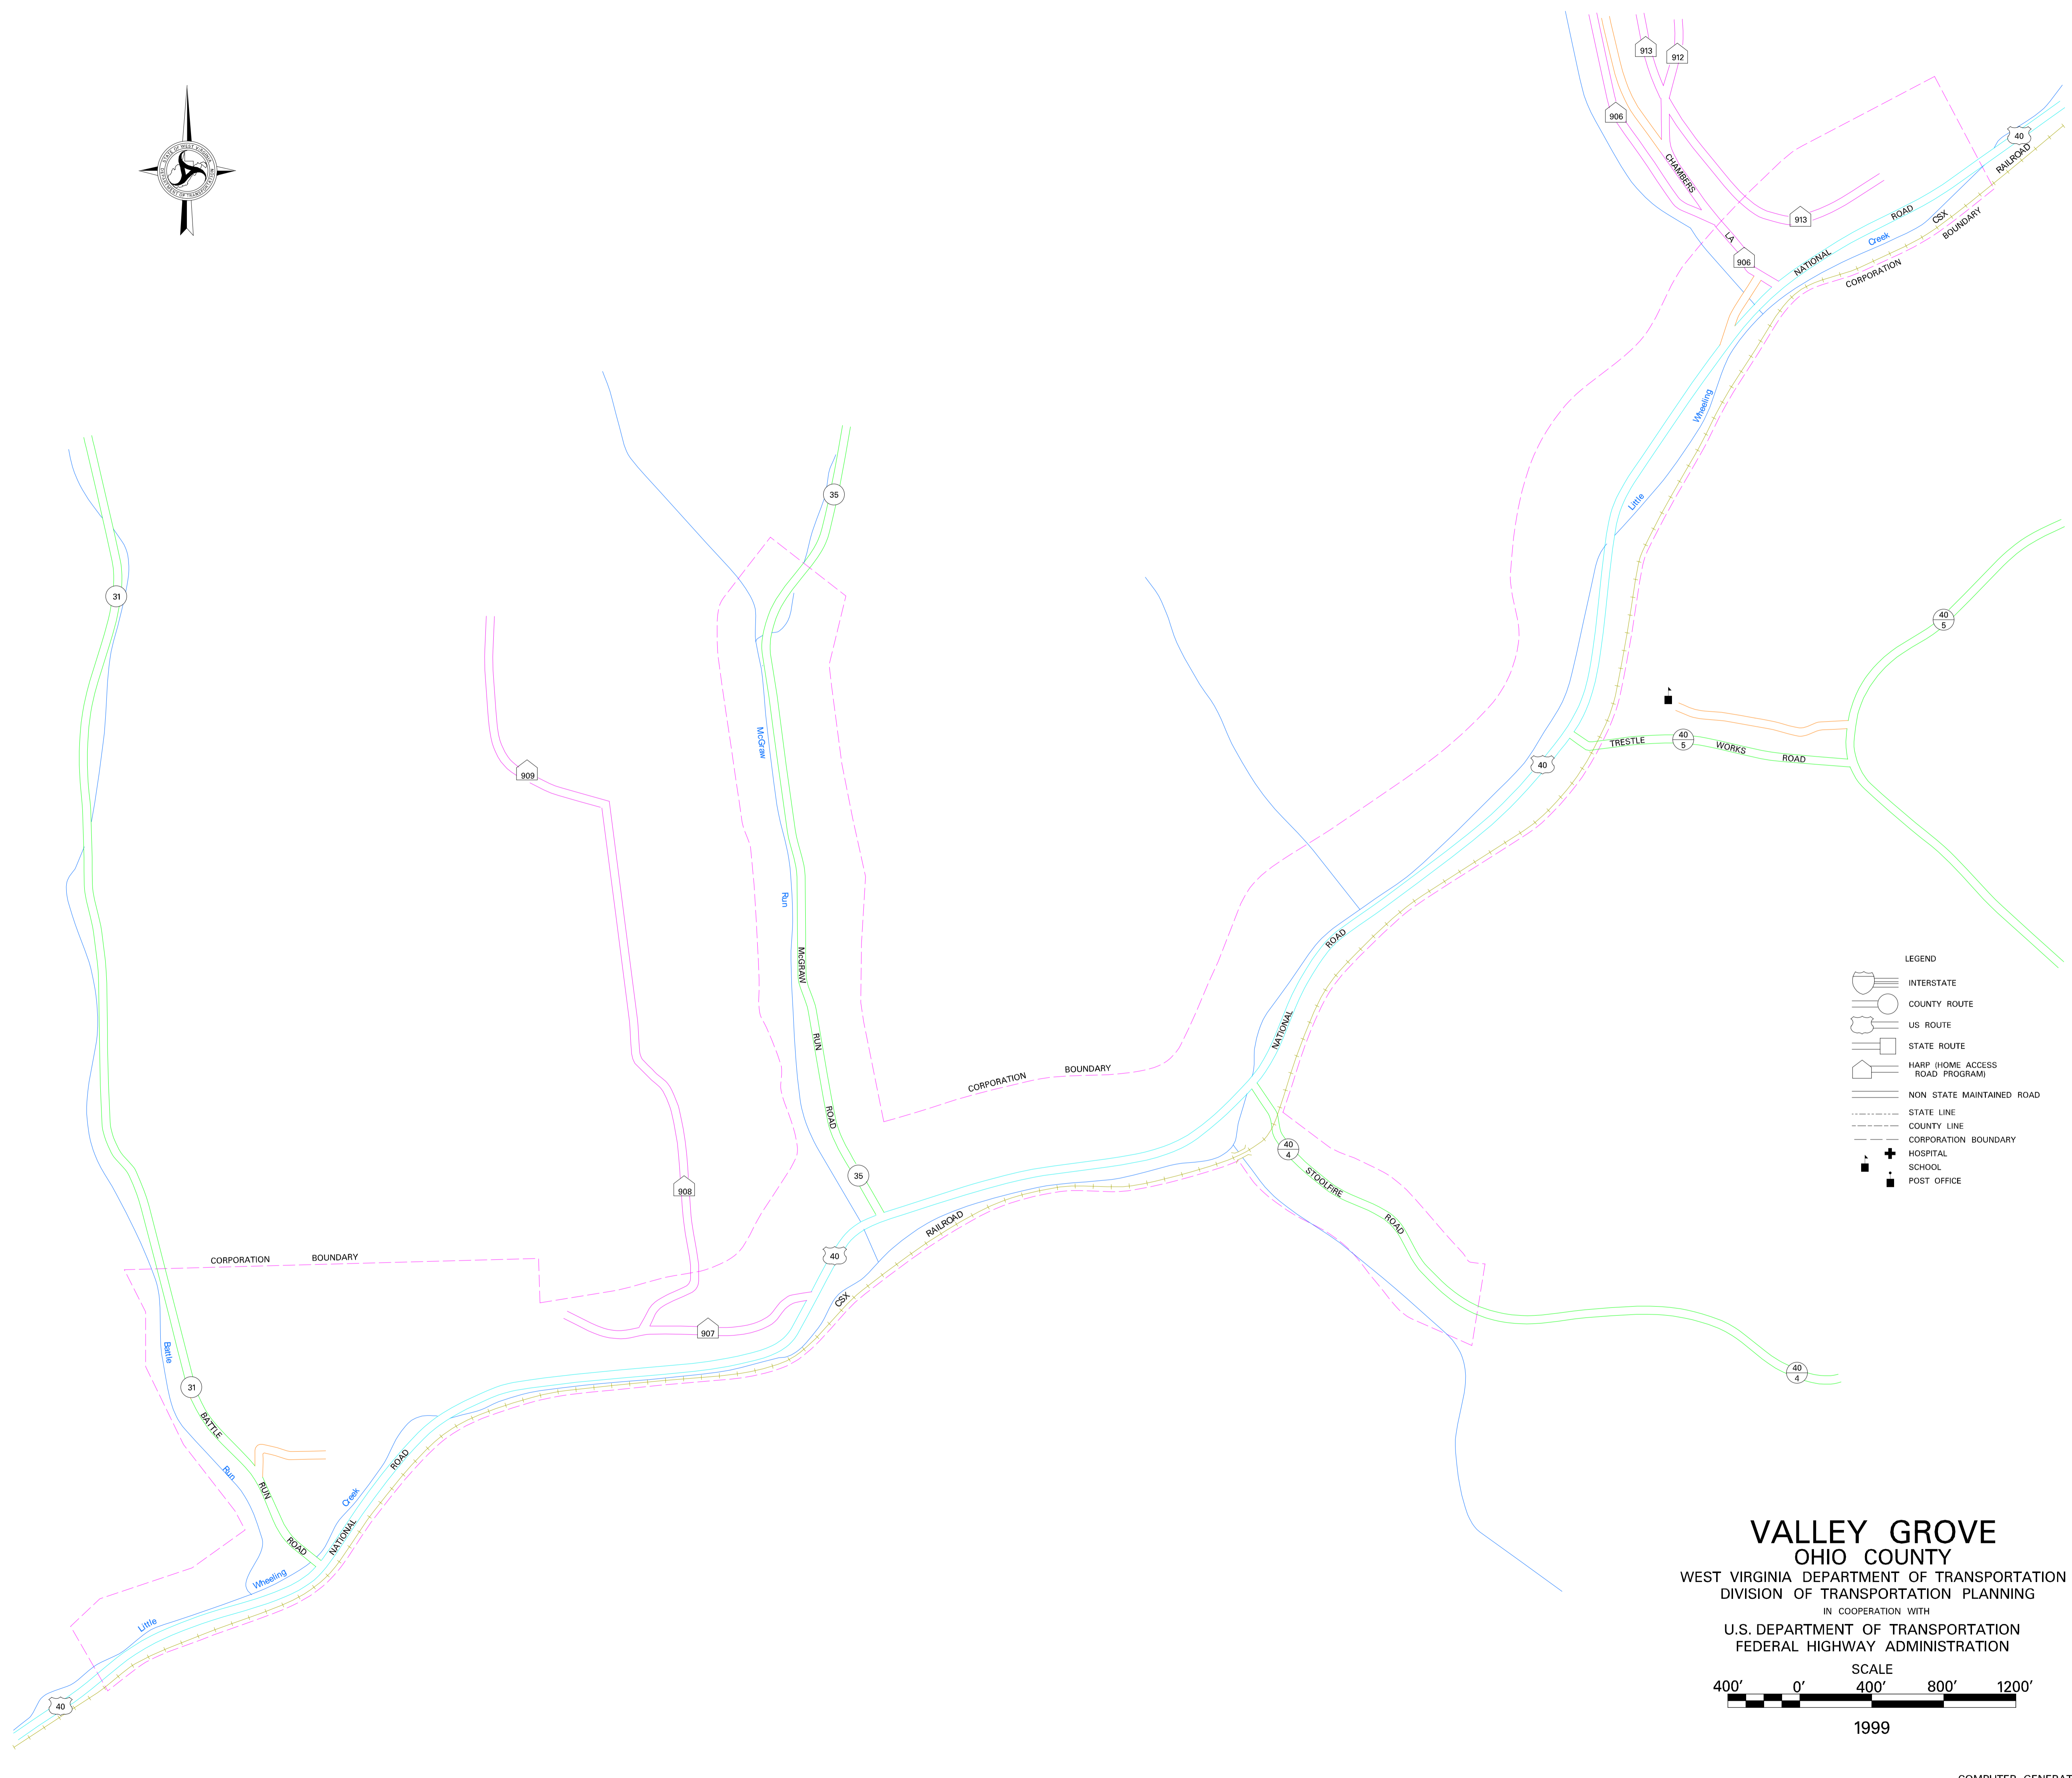 913
912
906
40
RAILROAD
CHAMBERS
913
ROAD
CSX
BOUNDARY
LA
Creek
906
NATIONAL
CORPORATION
Wheeling
35
Little
31
40
5
McGraw
TRESTLE
40
5
WORKS
ROAD
40
909
Run
ROAD
McGRAW
NATIONAL
RUN
CORPORATION BOUNDARY
ROAD
40
4
35
STOOLFIRE
ROAD
908
RAILROAD
40
CORPORATION BOUNDARY
CSX
907
Battle
31
40
4
BATTLE
Run
RUN
ROAD
Creek
ROAD
NATIONAL
Wheeling
Little
40
LEGEND
INTERSTATE
COUNTY ROUTE
US ROUTE
STATE ROUTE
HARP (HOME ACCESS
ROAD PROGRAM)
NON STATE MAINTAINED ROAD
STATE LINE
COUNTY LINE
CORPORATION BOUNDARY
HOSPITAL
SCHOOL
POST OFFICE
VALLEY GROVE
OHIO COUNTY
WEST VIRGINIA DEPARTMENT OF TRANSPORTATION
DIVISION OF TRANSPORTATION PLANNING
IN COOPERATION WITH
U.S. DEPARTMENT OF TRANSPORTATION
FEDERAL HIGHWAY ADMINISTRATION
SCALE
400' 0' 400' 800' 1200'
1999